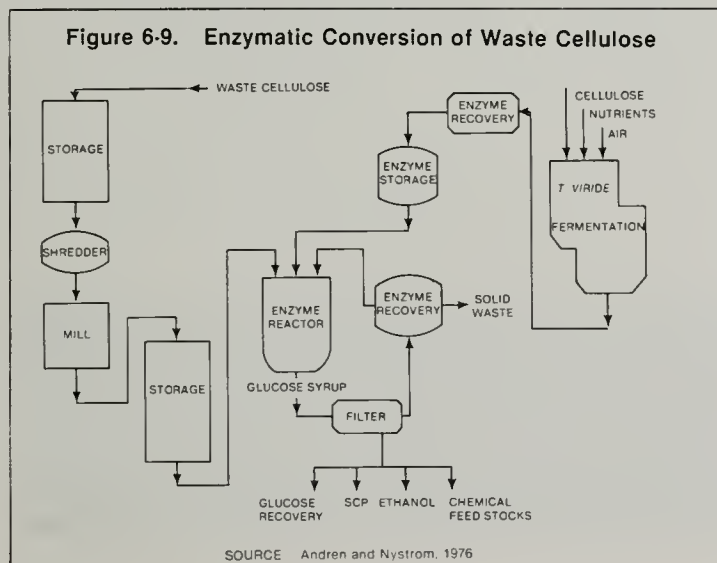 Figure 6-9. Enzymatic Conversion of Waste Cellulose
WASTE CELLULOSE
STORAGE
SHREDDER
MILL
STORAGE
ENZYME
RECOVERY
ENZYME
STORAGE
CELLULOSE
NUTRIENTS
AIR
T VIRIDE
FERMENTATION
ENZYME
REACTOR
ENZYME
RECOVERY
SOLID
WASTE
GLUCOSE SYRUP
FILTER
GLUCOSE
RECOVERY
SCP
ETHANOL
CHEMICAL
FEED STOCKS
SOURCE Andren and Nystrom, 1976